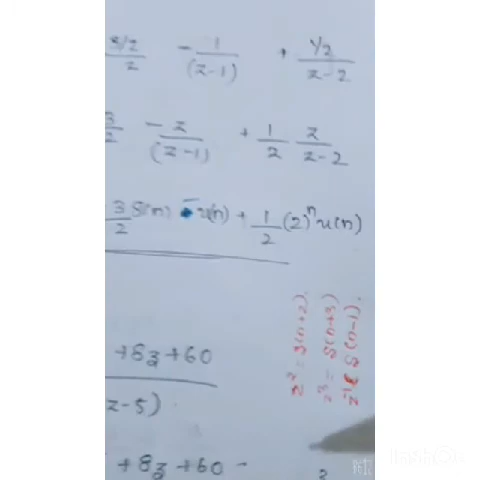 3/2/z - 1/(z-1) + 1/2/z-2
3/2 - z/(z-1) + 1/2 z/z-2
3/2 δ(n) - u(n) + 1/2 (2)ⁿ u(n)
z² = δ(n+2)
z³ = δ(n+3)
z⁻¹ δ(n-1)
+8z+60
z-5)
+8z+60 -